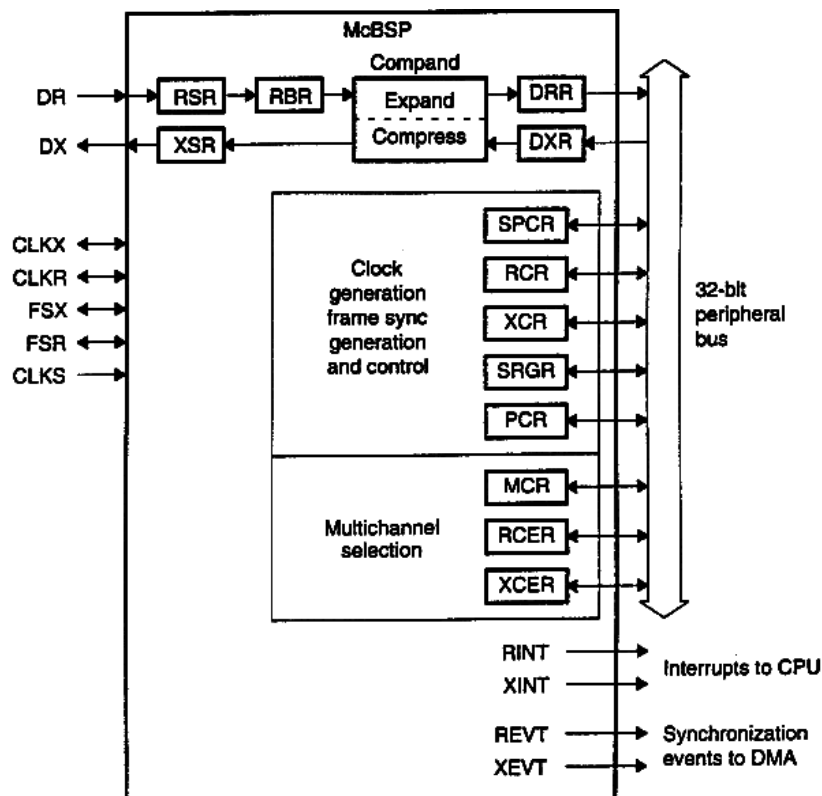 McBSP
Compand
DR
RSR
RBR
Expand
DRR
DX
XSR
Compress
DXR
SPCR
CLKX
CLKR
FSX
FSR
CLKS
Clock
generation
frame sync
generation
and control
RCR
XCR
SRGR
PCR
32-bit
peripheral
bus
Multichannel
selection
MCR
RCER
XCER
RINT
XINT
Interrupts to CPU
REVT
XEVT
Synchronization
events to DMA